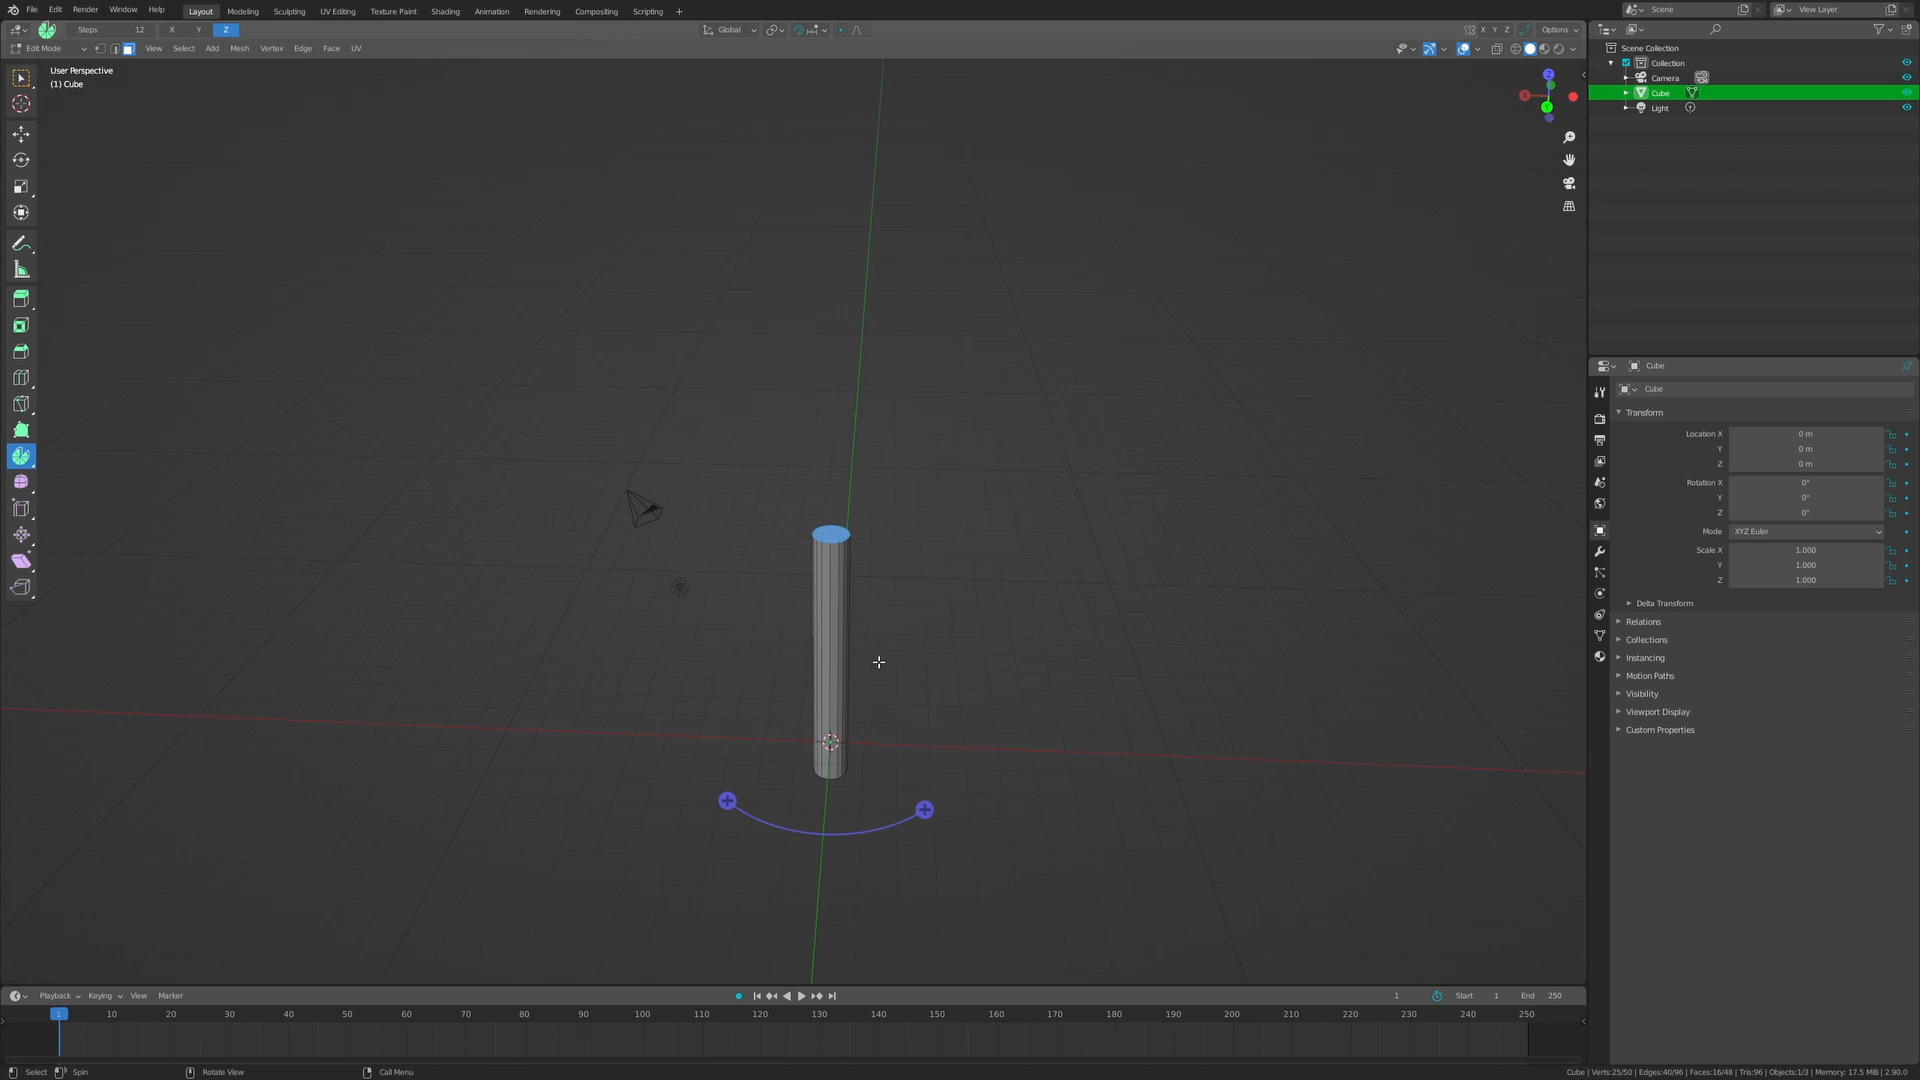 File Edit Render Window Help Layout Modeling Sculpting UV Editing Texture Paint Shading Animation Rendering Compositing Scripting + Scene View Layer
Steps 12 X Y Z Global X Y Z Options
Edit Mode View Select Add Mesh Vertex Edge Face UV
User Perspective
(1) Cube
Z
X
Y
Scene Collection
Collection
Camera
Cube
Light
Cube
Cube
Transform
Location X 0 m
Y 0 m
Z 0 m
Rotation X 0°
Y 0°
Z 0°
Mode XYZ Euler
Scale X 1.000
Y 1.000
Z 1.000
Delta Transform
Relations
Collections
Instancing
Motion Paths
Visibility
Viewport Display
Custom Properties
Playback Keying View Marker 1 Start 1 End 250
1 10 20 30 40 50 60 70 80 90 100 110 120 130 140 150 160 170 180 190 200 210 220 230 240 250
Select Spin Rotate View Call Menu Cube | Verts:25/50 | Edges:40/96 | Faces:16/48 | Tris:96 | Objects:1/3 | Memory: 17.5 MiB | 2.90.0